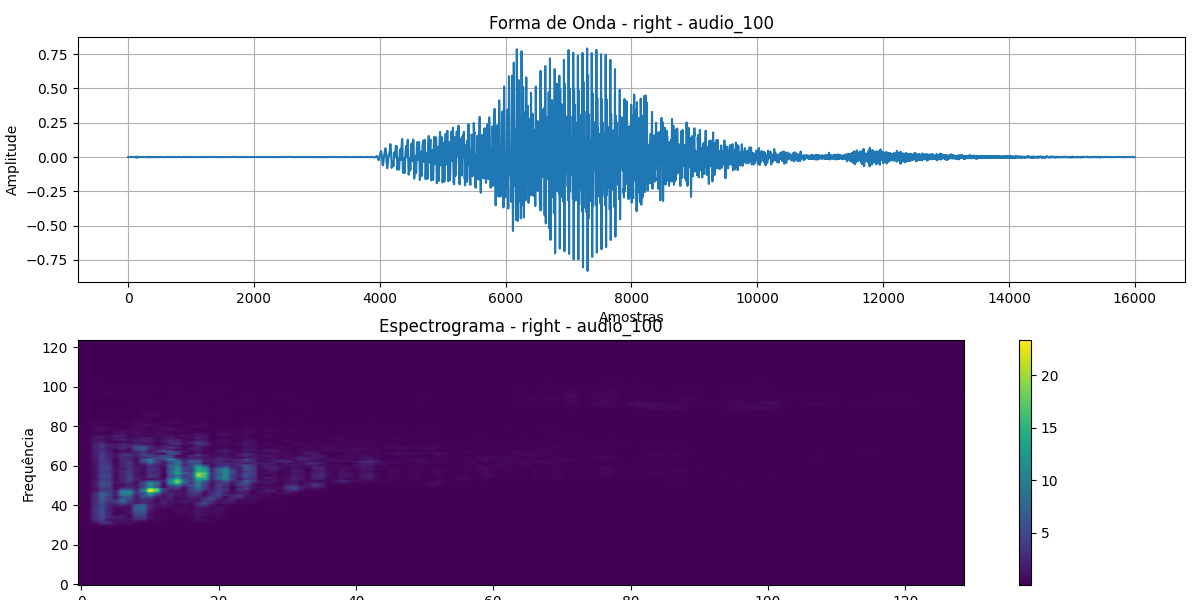 Forma de Onda - right - audio_100
Amplitude
0.75
0.50
0.25
0.00
−0.25
−0.50
−0.75
0 2000 4000 6000 8000 10000 12000 14000 16000
Amostras
Espectrograma - right - audio_100
Frequência
120
100
80
60
40
20
0
20
15
10
5
0 20 40 60 80 100 120